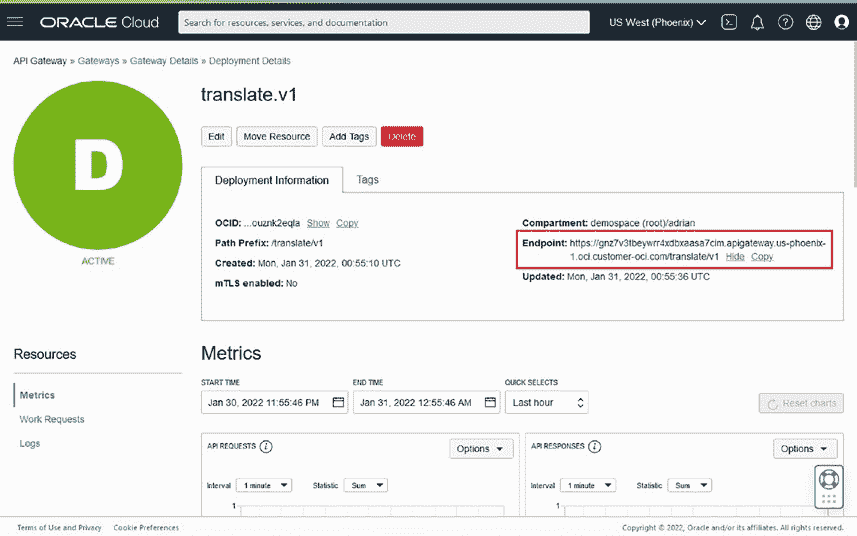 ORACLE Cloud
Search for resources, services, and documentation
US West (Phoenix)
API Gateway » Gateways » Gateway Details » Deployment Details
D
ACTIVE
translate.v1
Edit
Move Resource
Add Tags
Delete
Deployment Information
Tags
OCID: ...ouznk2eqla Show Copy
Path Prefix: /translate/v1
Created: Mon, Jan 31, 2022, 00:55:10 UTC
mTLS enabled: No
Compartment: demospace (root)/adrian
Endpoint: https://gnz7v3tbeywrr4xdbxaasa7cim.apigateway.us-phoenix-
1.oci.customer-oci.com/translate/v1 Hide Copy
Updated: Mon, Jan 31, 2022, 00:55:36 UTC
Resources
Metrics
Work Requests
Logs
Metrics
START TIME
Jan 30, 2022 11:55:46 PM
END TIME
Jan 31, 2022 12:55:46 AM
QUICK SELECTS
Last hour
Reset charts
API REQUESTS
Options
Interval 1 minute Statistic Sum
1
API RESPONSES
Options
Interval 1 minute Statistic Sum
1
Terms of Use and Privacy Cookie Preferences
Copyright © 2022, Oracle and/or its affiliates. All rights reserved.